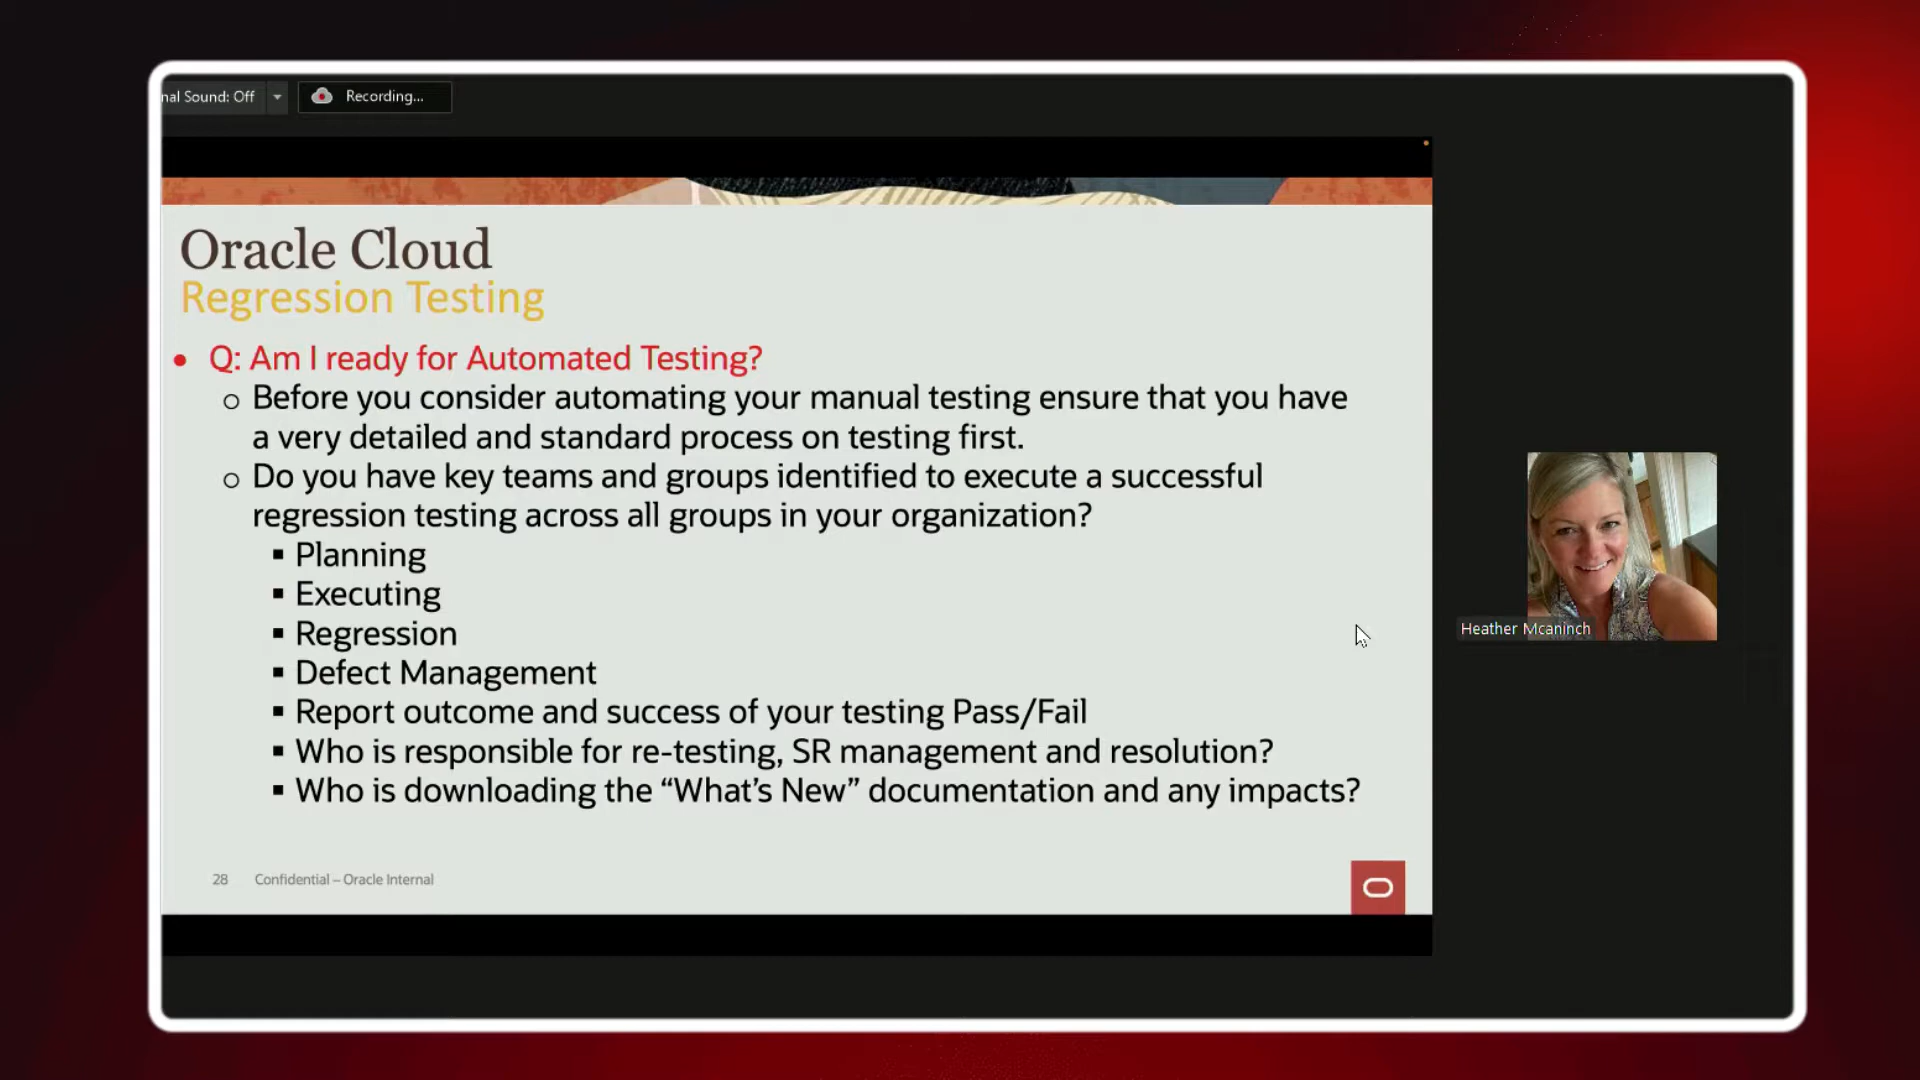 nal Sound: Off
Recording...
Oracle Cloud
Regression Testing
• Q: Am I ready for Automated Testing?
o Before you consider automating your manual testing ensure that you have
a very detailed and standard process on testing first.
o Do you have key teams and groups identified to execute a successful
regression testing across all groups in your organization?
▪ Planning
▪ Executing
▪ Regression
▪ Defect Management
▪ Report outcome and success of your testing Pass/Fail
▪ Who is responsible for re-testing, SR management and resolution?
▪ Who is downloading the “What’s New” documentation and any impacts?
Heather Mcaninch
28 Confidential – Oracle Internal